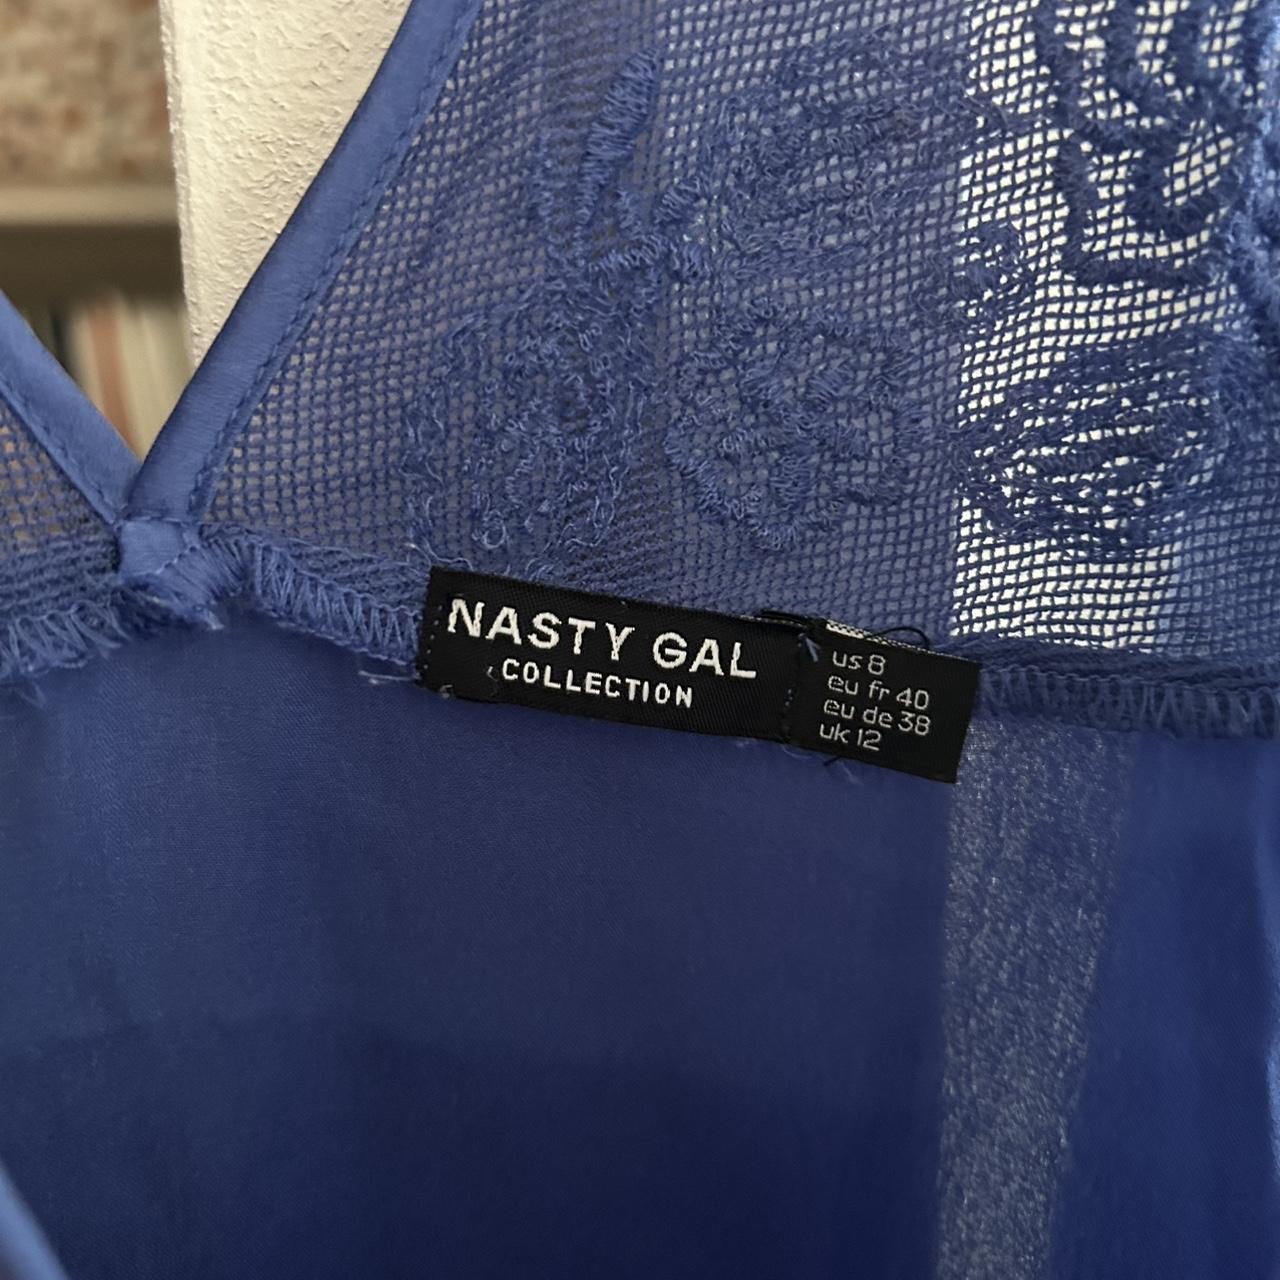 NASTY GAL
COLLECTION
us 8
eu fr 40
eu de 38
uk 12